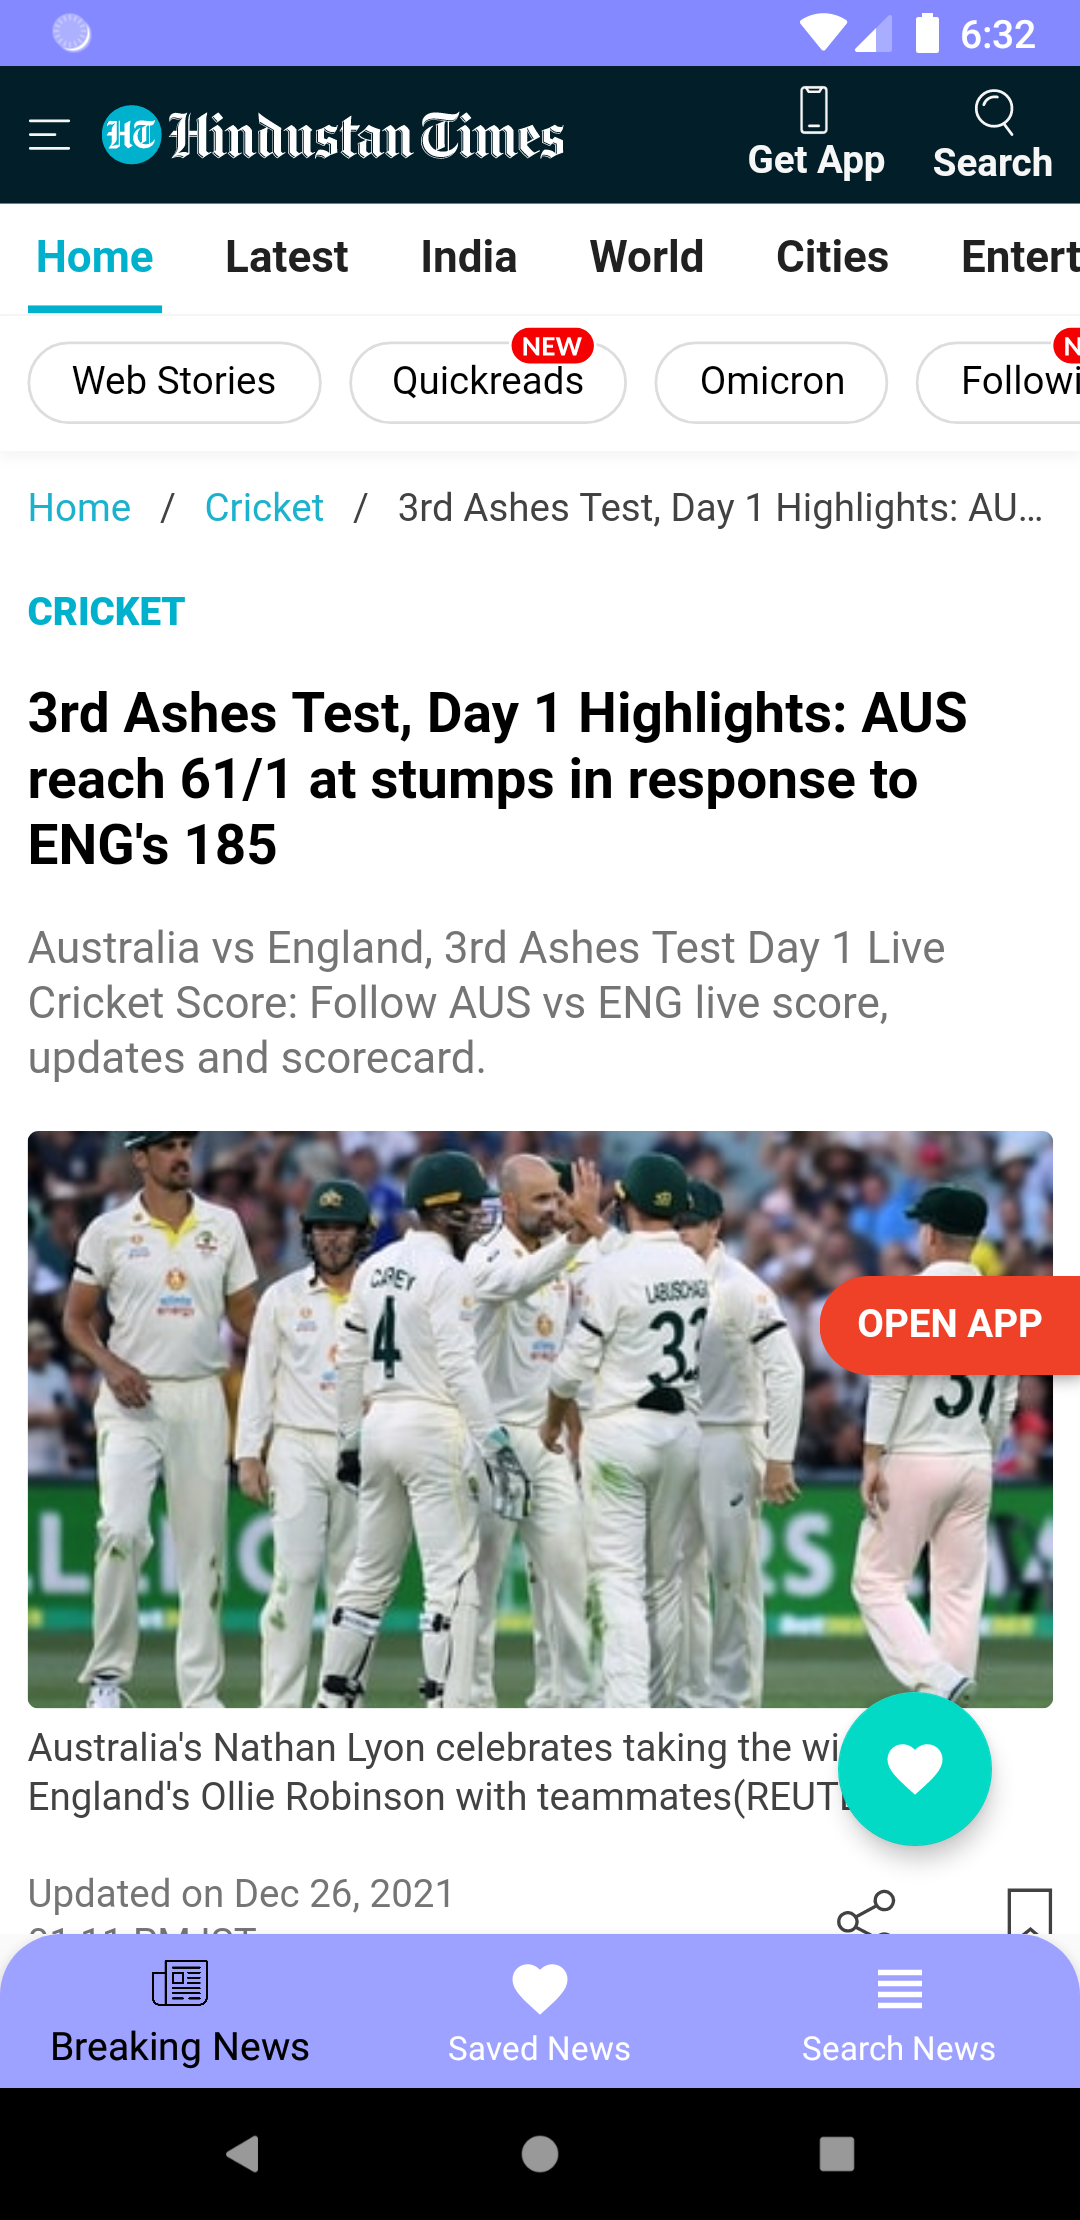 6:32
HT Hindustan Times
Get App
Search
Home Latest India World Cities Entert
NEW
Web Stories Quickreads Omicron Followi
Home / Cricket / 3rd Ashes Test, Day 1 Highlights: AU...
CRICKET
3rd Ashes Test, Day 1 Highlights: AUS
reach 61/1 at stumps in response to
ENG's 185
Australia vs England, 3rd Ashes Test Day 1 Live
Cricket Score: Follow AUS vs ENG live score,
updates and scorecard.
CAREY
4
LABUSCHAG
33
OPEN APP
31
Australia's Nathan Lyon celebrates taking the wi
England's Ollie Robinson with teammates(REUT
Updated on Dec 26, 2021
Breaking News
Saved News
Search News